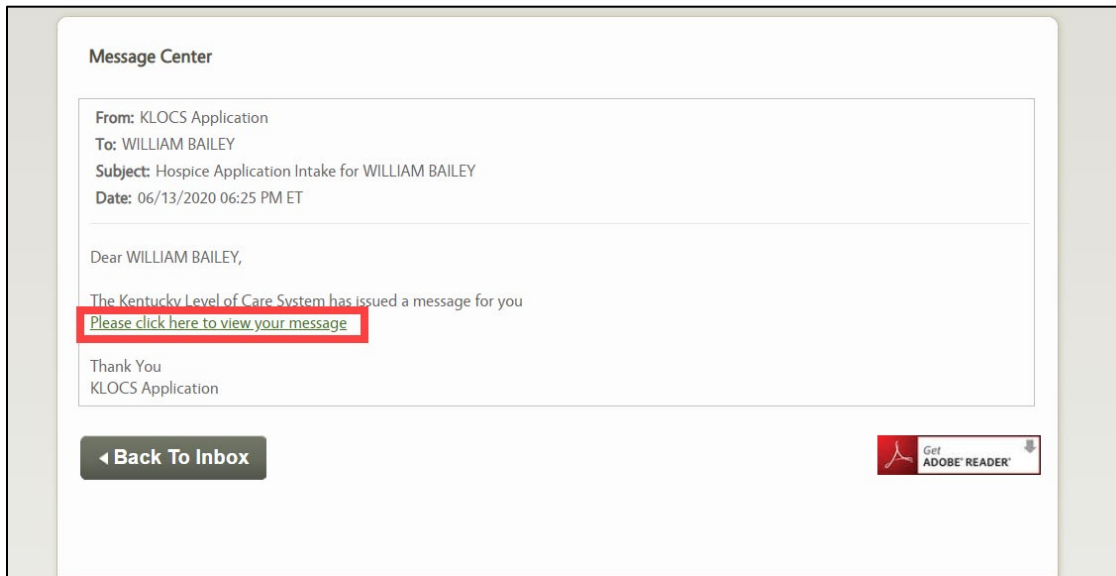 Message Center
From: KLOCS Application
To: WILLIAM BAILEY
Subject: Hospice Application Intake for WILLIAM BAILEY
Date: 06/13/2020 06:25 PM ET
Dear WILLIAM BAILEY,
The Kentucky Level of Care System has issued a message for you
Please click here to view your message
Thank You
KLOCS Application
Back To Inbox
Get
ADOBE® READER®